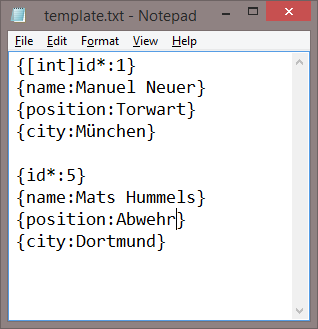 template.txt - Notepad
File Edit Format View Help
{[int]id*:1}
{name:Manuel Neuer}
{position:Torwart}
{city:München}
{id*:5}
{name:Mats Hummels}
{position:Abwehr}
{city:Dortmund}